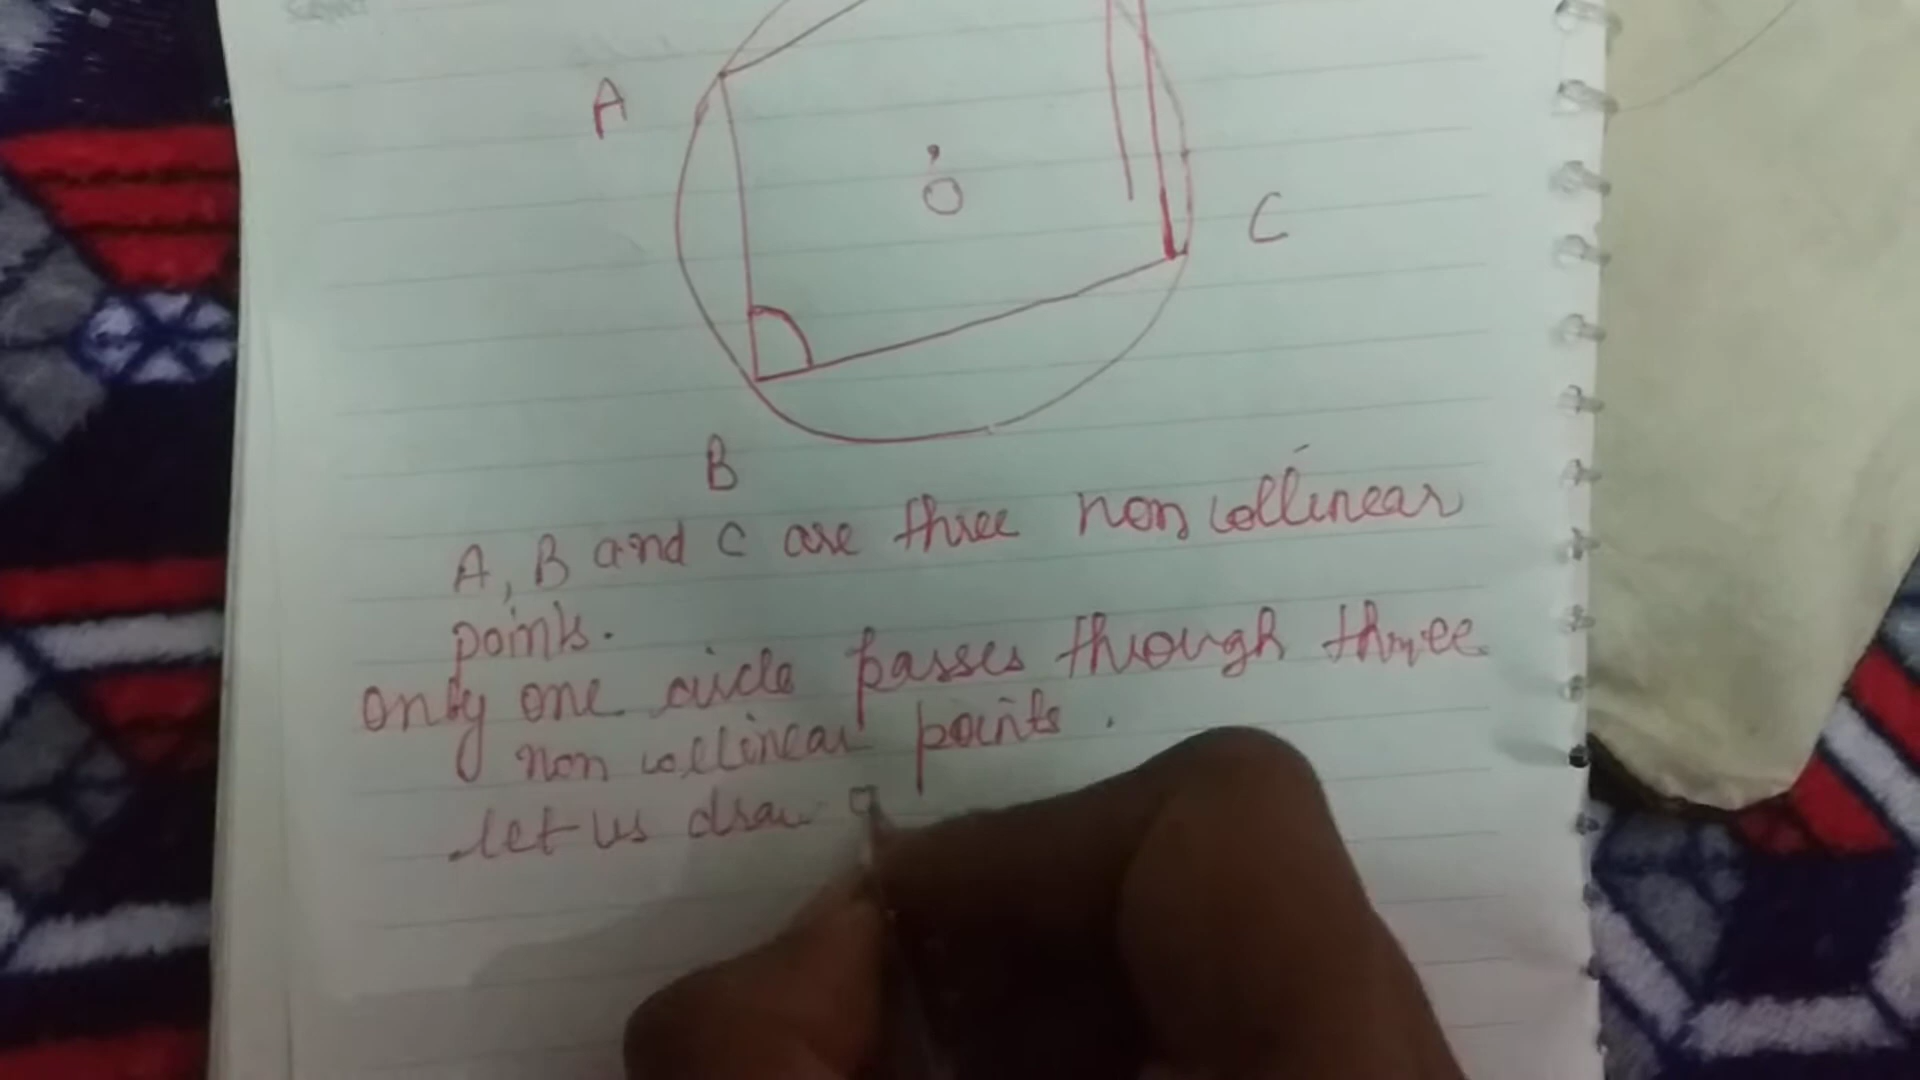 A
O
C
B
A, B and C are three non collinear
points.
only one circle passes through three
non collinear points.
let us draw a